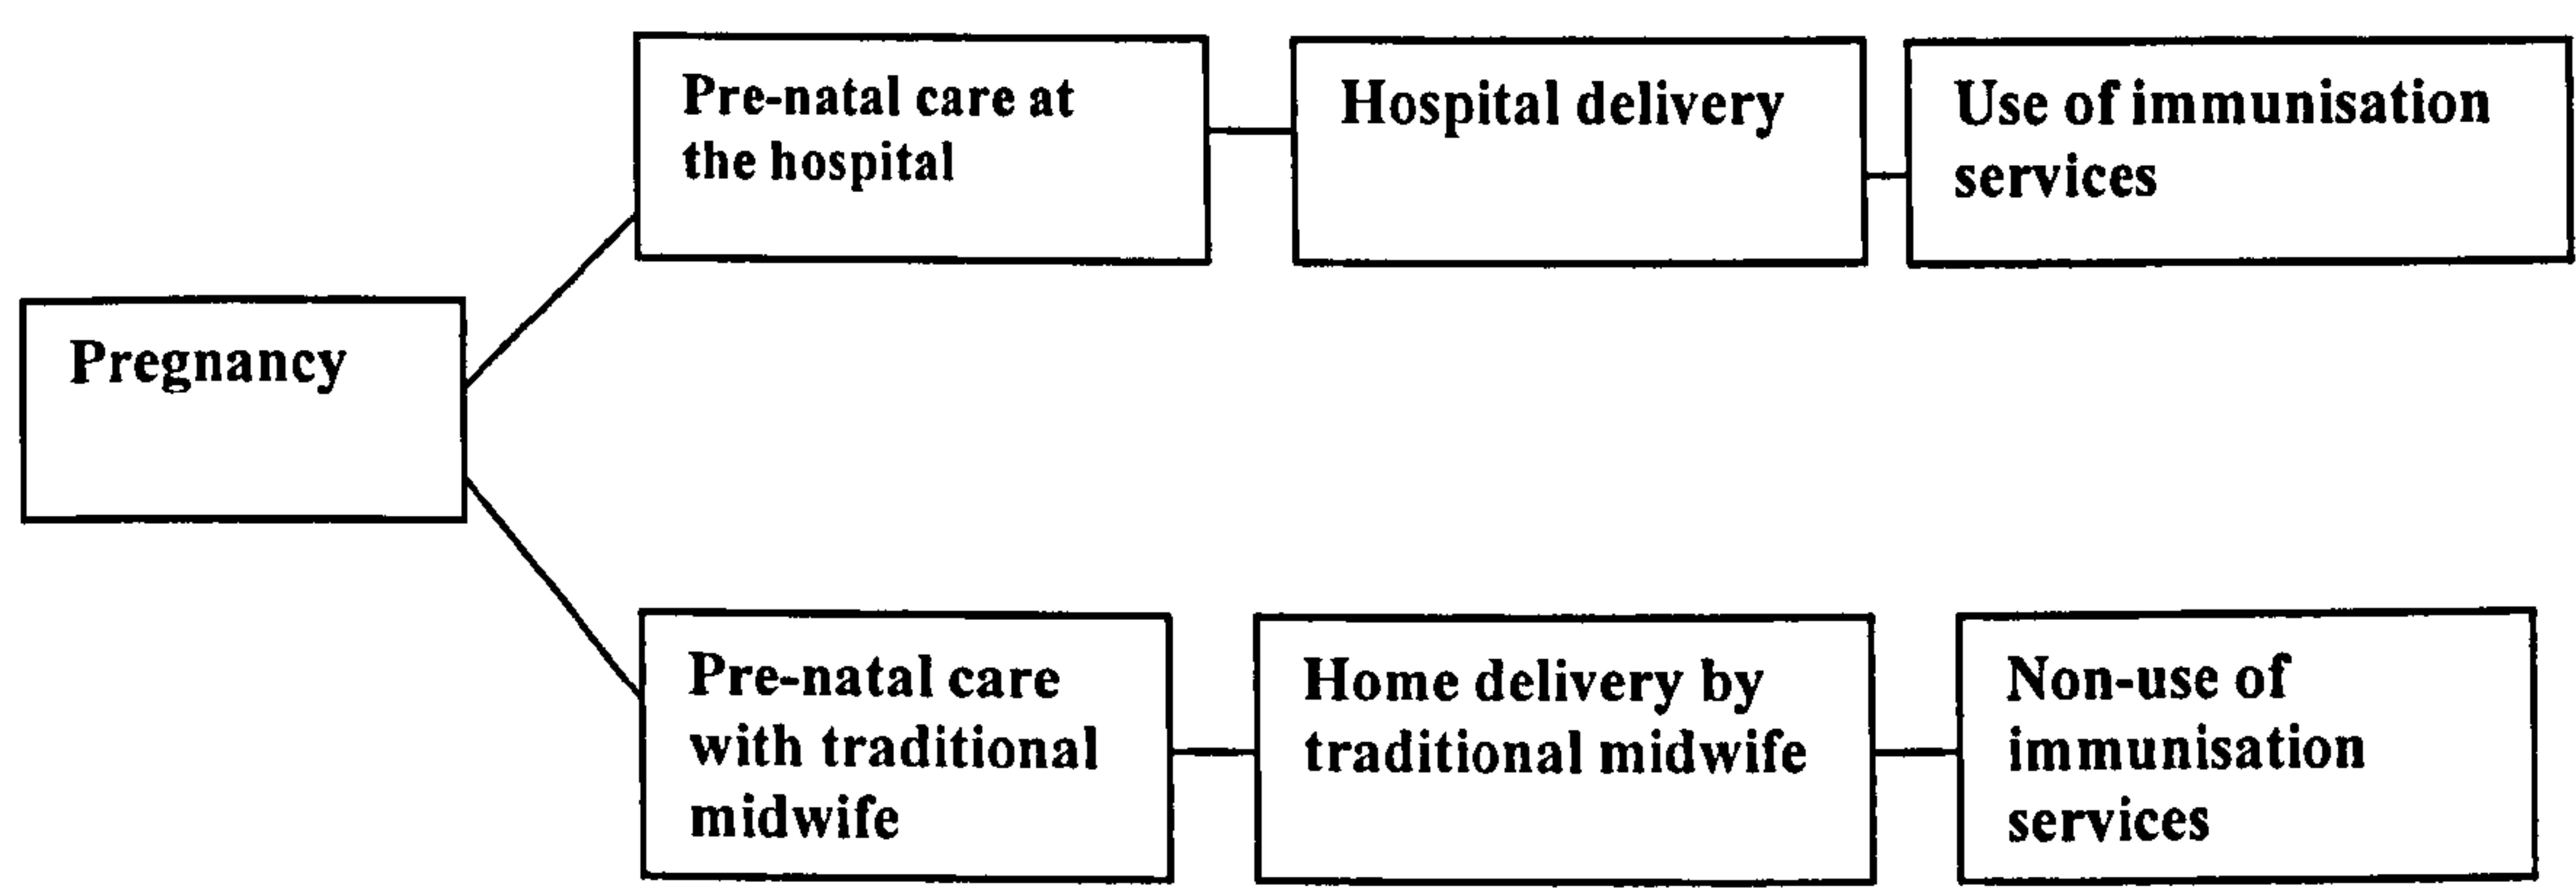 Pre-natal care at
the hospital
Hospital delivery
Use of immunisation
services
Pregnancy
Pre-natal care
with traditional
midwife
Home delivery by
traditional midwife
Non-use of
immunisation
services